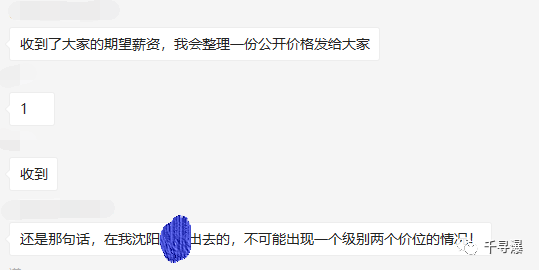 收到了大家的期望薪资，我会整理一份公开价格发给大家
1
收到
还是那句话，在我沈阳出去的，不可能出现一个级别两个价位的情况！
千寻瀑